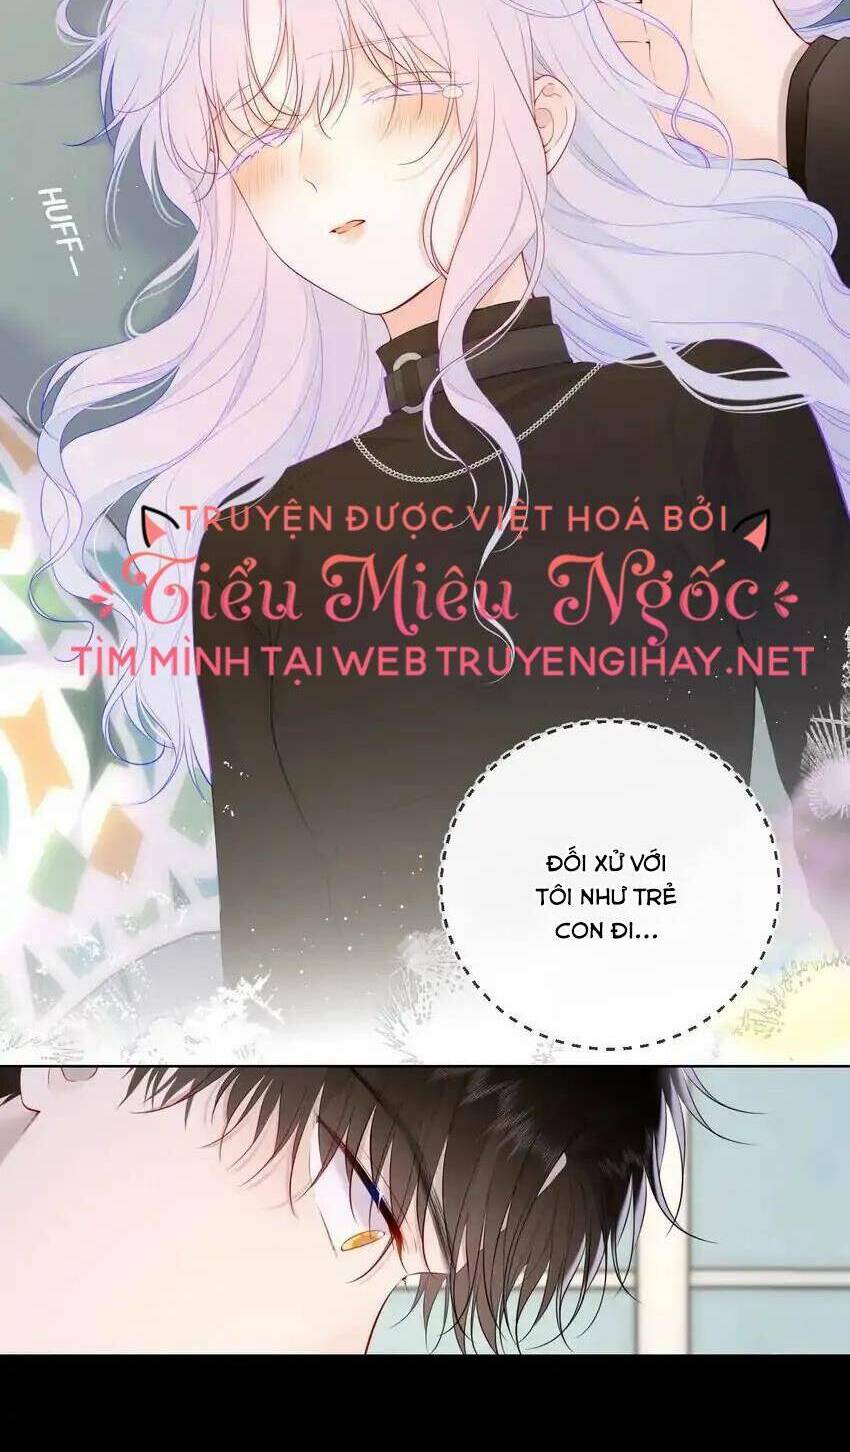 HUFF—
TRUYỆN ĐƯỢC VIỆT HOÁ BỞI
Tiểu Miêu Ngốc
TÌM MÌNH TẠI WEB TRUYENGIHAY.NET
ĐỐI XỬ VỚI
TÔI NHƯ TRẺ
CON ĐI...